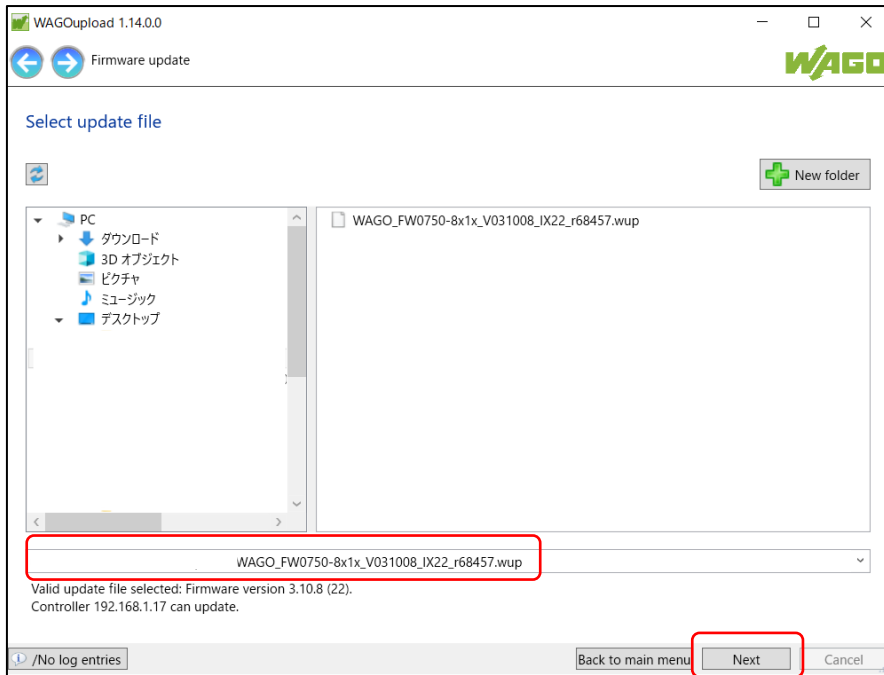 WAGOupload 1.14.0.0
Firmware update
WAGO
Select update file
New folder
PC
ダウンロード
3D オブジェクト
ピクチャ
ミュージック
デスクトップ
WAGO_FW0750-8x1x_V031008_IX22_r68457.wup
WAGO_FW0750-8x1x_V031008_IX22_r68457.wup
Valid update file selected: Firmware version 3.10.8 (22).
Controller 192.168.1.17 can update.
/No log entries
Back to main menu
Next
Cancel